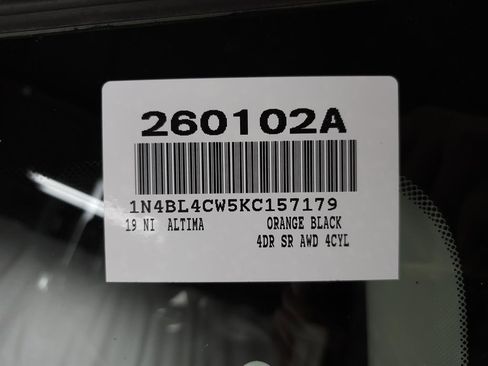 260102A
1N4BL4CW5KC157179
19 NI ALTIMA ORANGE BLACK
4DR SR AWD 4CYL